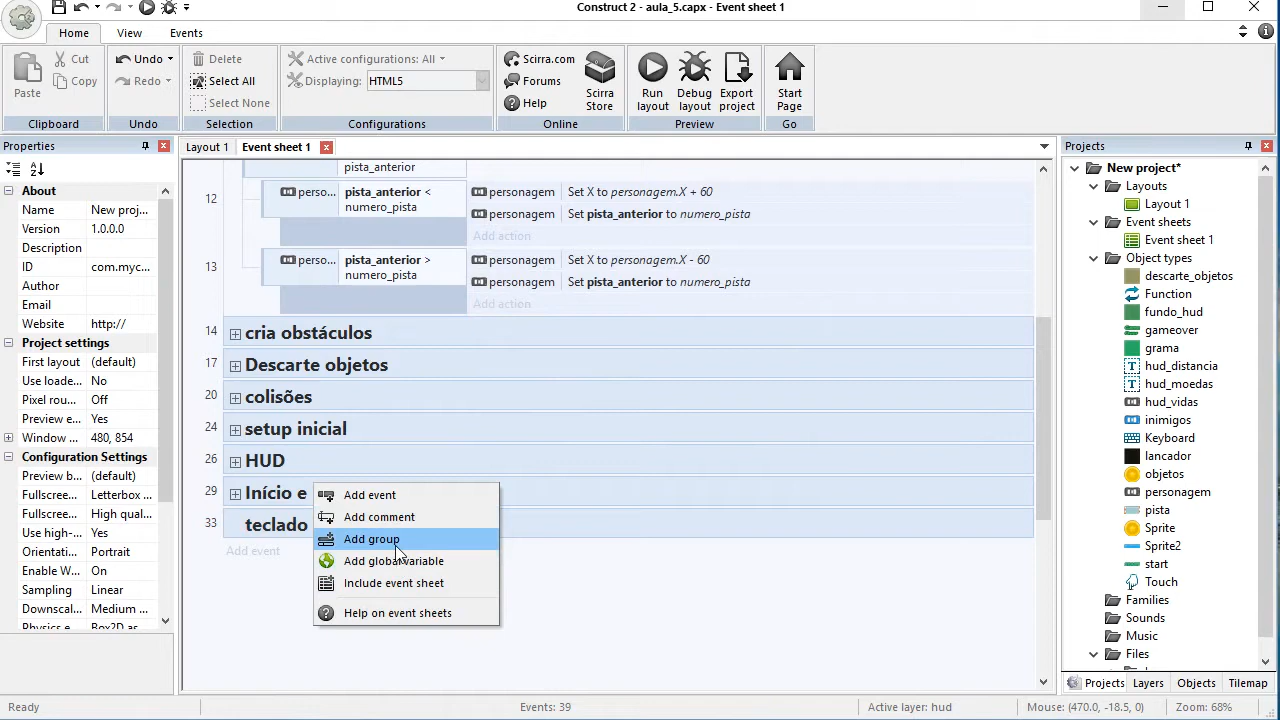 Construct 2 - aula_5.capx - Event sheet 1
Home View Events
Paste Cut Copy
Clipboard
Undo Redo
Undo
Delete
Select All
Select None
Selection
Active configurations: All
Displaying: HTML5
Configurations
Scirra.com
Forums
Help
Scirra Store
Online
Run layout
Debug layout
Export project
Preview
Start Page
Go
Properties
About
Name New proj...
Version 1.0.0.0
Description
ID com.myc...
Author
Email
Website http://
Project settings
First layout (default)
Use loade... No
Pixel rou... Off
Preview e... Yes
Window ... 480, 854
Configuration Settings
Preview b... (default)
Fullscree... Letterbox
Fullscree... High qual...
Use high-... Yes
Orientati... Portrait
Enable W... On
Sampling Linear
Downscal... Medium ...
Physics e Box2D as
Layout 1 Event sheet 1
pista_anterior
12 perso... pista_anterior < numero_pista
personagem Set X to personagem.X + 60
personagem Set pista_anterior to numero_pista
Add action
13 perso... pista_anterior > numero_pista
personagem Set X to personagem.X - 60
personagem Set pista_anterior to numero_pista
Add action
14 cria obstáculos
17 Descarte objetos
20 colisões
24 setup inicial
26 HUD
29 Início e
33 teclado
Add event
Add event
Add comment
Add group
Add global variable
Include event sheet
Help on event sheets
Projects
New project*
Layouts
Layout 1
Event sheets
Event sheet 1
Object types
descarte_objetos
Function
fundo_hud
gameover
grama
hud_distancia
hud_moedas
hud_vidas
inimigos
Keyboard
lancador
objetos
personagem
pista
Sprite
Sprite2
start
Touch
Families
Sounds
Music
Files
Projects Layers Objects Tilemap
Ready Events: 39 Active layer: hud Mouse: (470.0, -18.5, 0) Zoom: 68%